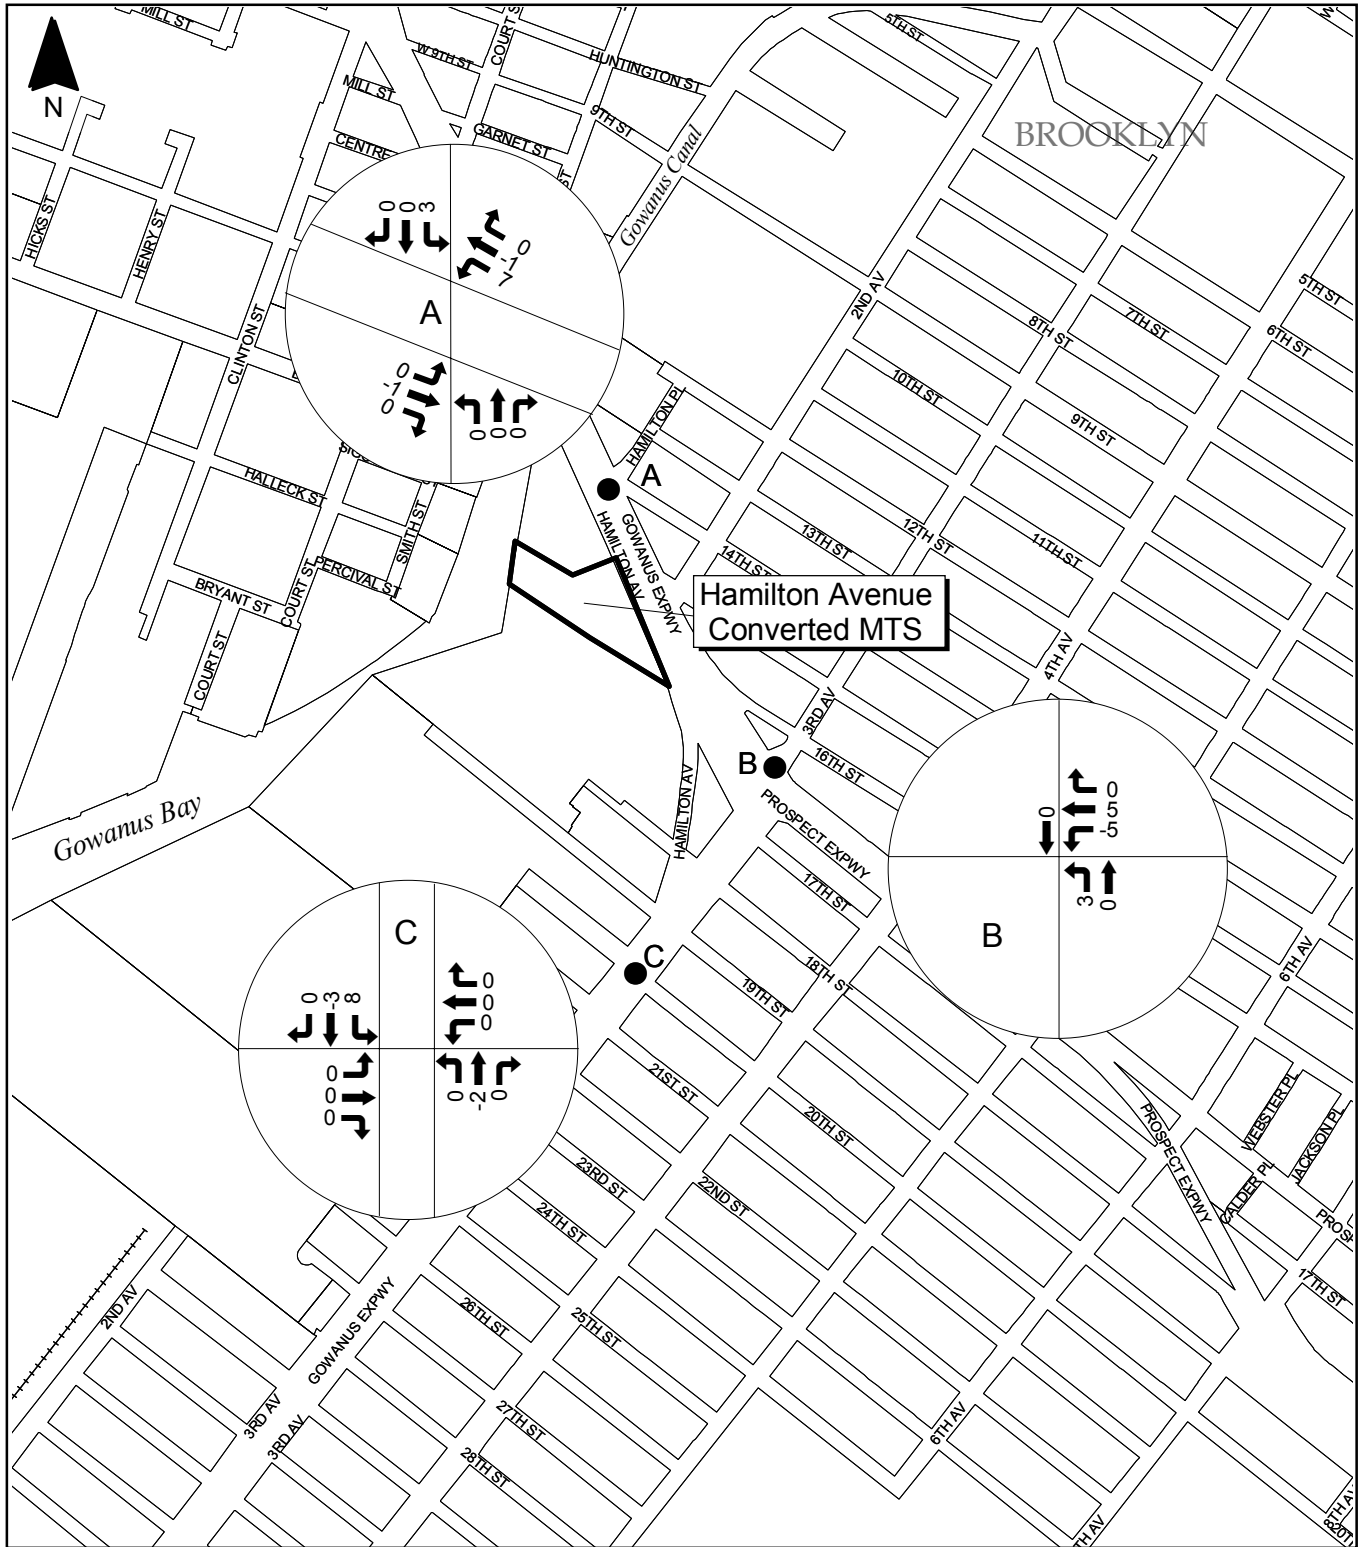 MILL ST
COURT S
W 9TH ST
HUNTINGTON ST
5TH ST
BROOKLYN
N
MILL ST
9TH ST
GARNET ST
CENTRE
Gowanus Canal
HICKS ST
HENRY ST
CLINTON ST
0
0
3
0
-1
7
A
0
-1
0
0
0
0
2ND AV
5TH ST
6TH ST
7TH ST
8TH ST
9TH ST
10TH ST
11TH ST
12TH ST
13TH ST
14TH ST
HAMILTON PL
A
HAMILTON AV
GOWANUS EXPWY
HALLECK ST
SMITH ST
PERCIVAL ST
COURT ST
BRYANT ST
COURT ST
Hamilton Avenue
Converted MTS
4TH AV
3RD AV
B
16TH ST
PROSPECT EXPWY
HAMILTON AV
Gowanus Bay
17TH ST
18TH ST
19TH ST
0
0
5
-5
3
0
B
6TH AV
C
C
0
-3
8
0
0
0
0
0
0
0
-2
0
21ST ST
20TH ST
22ND ST
23RD ST
24TH ST
25TH ST
26TH ST
27TH ST
28TH ST
WEBSTER PL
JACKSON PL
CALDER PL
PROSPECT EXPWY
PROS
17TH ST
2ND AV
GOWANUS EXPWY
3RD AV
3RD AV
6TH AV
TH AV